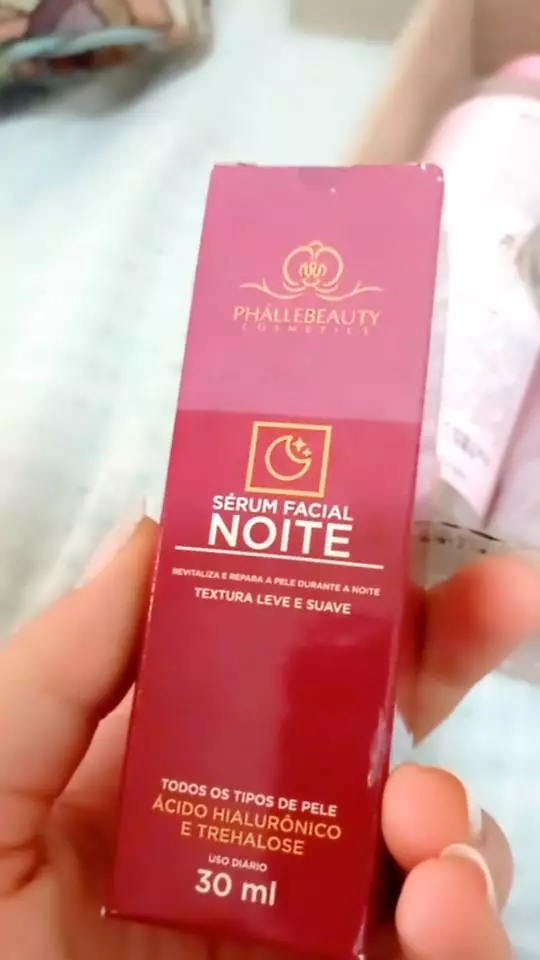 PHÁLLEBEAUTY
COSMETICS
SÉRUM FACIAL
NOITE
REVITALIZA E REPARA A PELE DURANTE A NOITE
TEXTURA LEVE E SUAVE
TODOS OS TIPOS DE PELE
ÁCIDO HIALURÔNICO
E TREHALOSE
USO DIÁRIO
30 ml